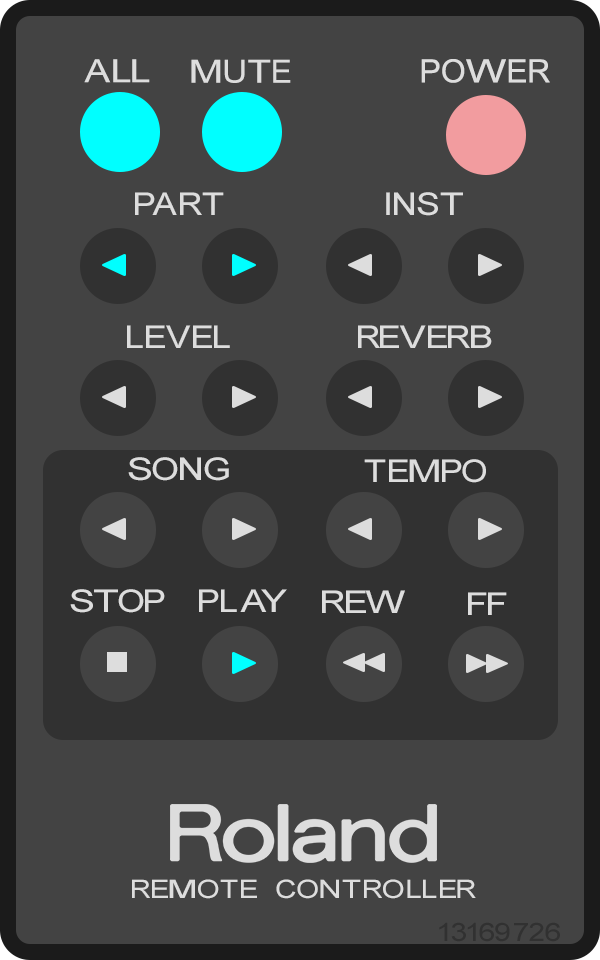 ALL MUTE POWER
PART INST
LEVEL REVERB
SONG TEMPO
STOP PLAY REW FF
Roland
REMOTE CONTROLLER
13169726